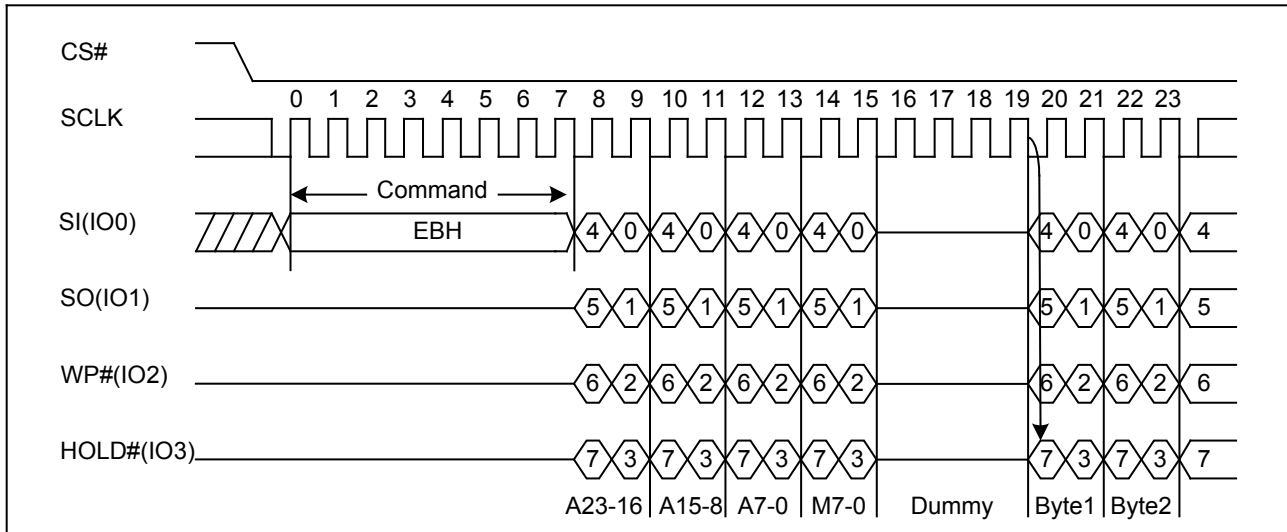 CS#
0 1 2 3 4 5 6 7 8 9 10 11 12 13 14 15 16 17 18 19 20 21 22 23
SCLK
Command
SI(IO0) EBH 4 0 4 0 4 0 4 0 4 0 4 0 4
SO(IO1) 5 1 5 1 5 1 5 1 5 1 5 1 5
WP#(IO2) 6 2 6 2 6 2 6 2 6 2 6 2 6
HOLD#(IO3) 7 3 7 3 7 3 7 3 7 3 7 3 7
A23-16 A15-8 A7-0 M7-0 Dummy Byte1 Byte2